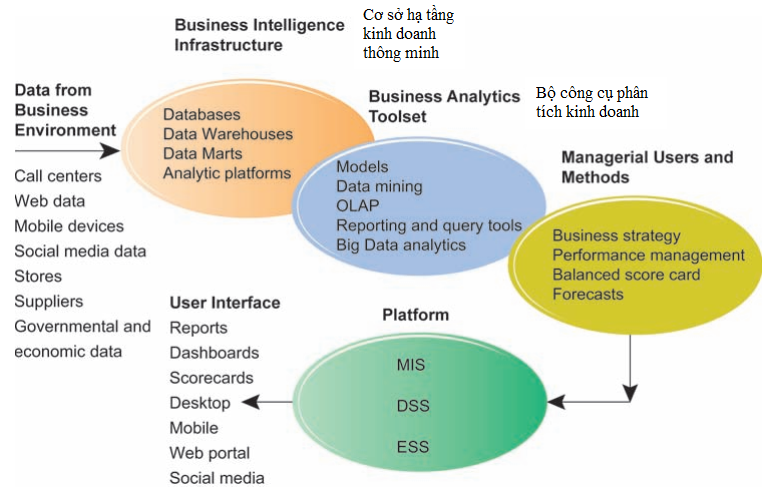 Business Intelligence
Infrastructure
Cơ sở hạ tầng
kinh doanh
thông minh
Data from
Business
Environment
Call centers
Web data
Mobile devices
Social media data
Stores
Suppliers
Governmental and
economic data
Databases
Data Warehouses
Data Marts
Analytic platforms
Business Analytics
Toolset
Bộ công cụ phân
tích kinh doanh
Models
Data mining
OLAP
Reporting and query tools
Big Data analytics
Managerial Users and
Methods
Business strategy
Performance management
Balanced score card
Forecasts
Platform
MIS
DSS
ESS
User Interface
Reports
Dashboards
Scorecards
Desktop
Mobile
Web portal
Social media